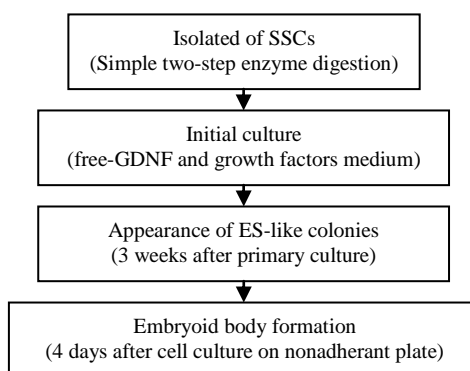 Isolated of SSCs
(Simple two-step enzyme digestion)
Initial culture
(free-GDNF and growth factors medium)
Appearance of ES-like colonies
(3 weeks after primary culture)
Embryoid body formation
(4 days after cell culture on nonadherant plate)